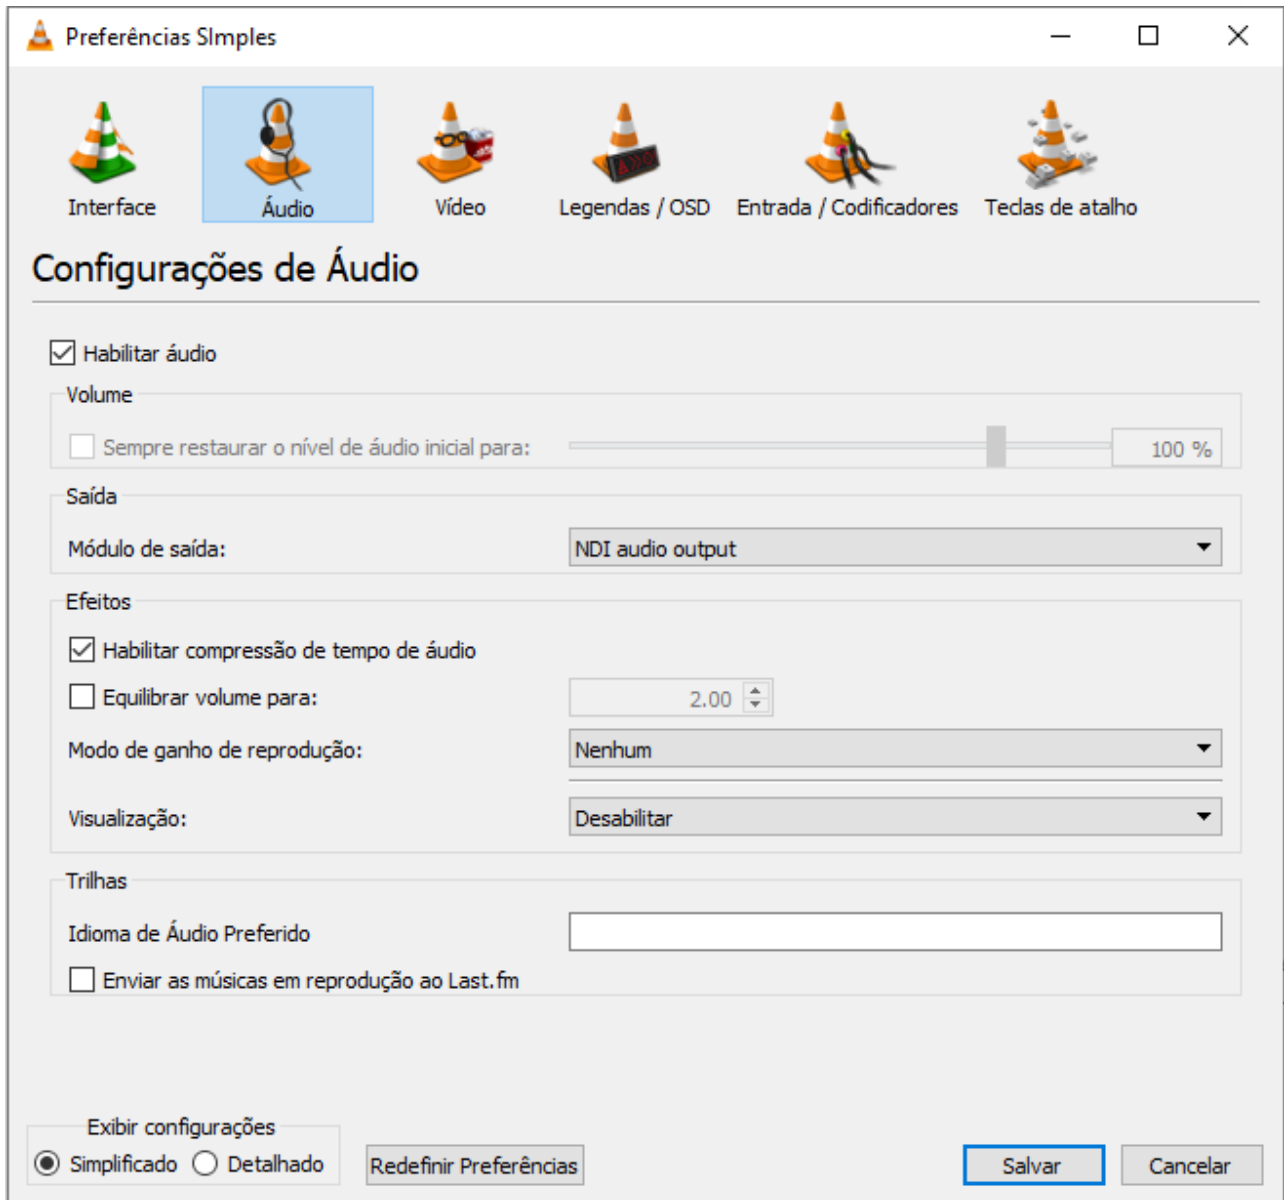 Preferências SImples
Interface
Áudio
Vídeo
Legendas / OSD
Entrada / Codificadores
Teclas de atalho
Configurações de Áudio
Habilitar áudio
Volume
Sempre restaurar o nível de áudio inicial para:
100 %
Saída
Módulo de saída:
NDI audio output
Efeitos
Habilitar compressão de tempo de áudio
Equilibrar volume para:
2.00
Modo de ganho de reprodução:
Nenhum
Visualização:
Desabilitar
Trilhas
Idioma de Áudio Preferido
Enviar as músicas em reprodução ao Last.fm
Exibir configurações
Simplificado
Detalhado
Redefinir Preferências
Salvar
Cancelar